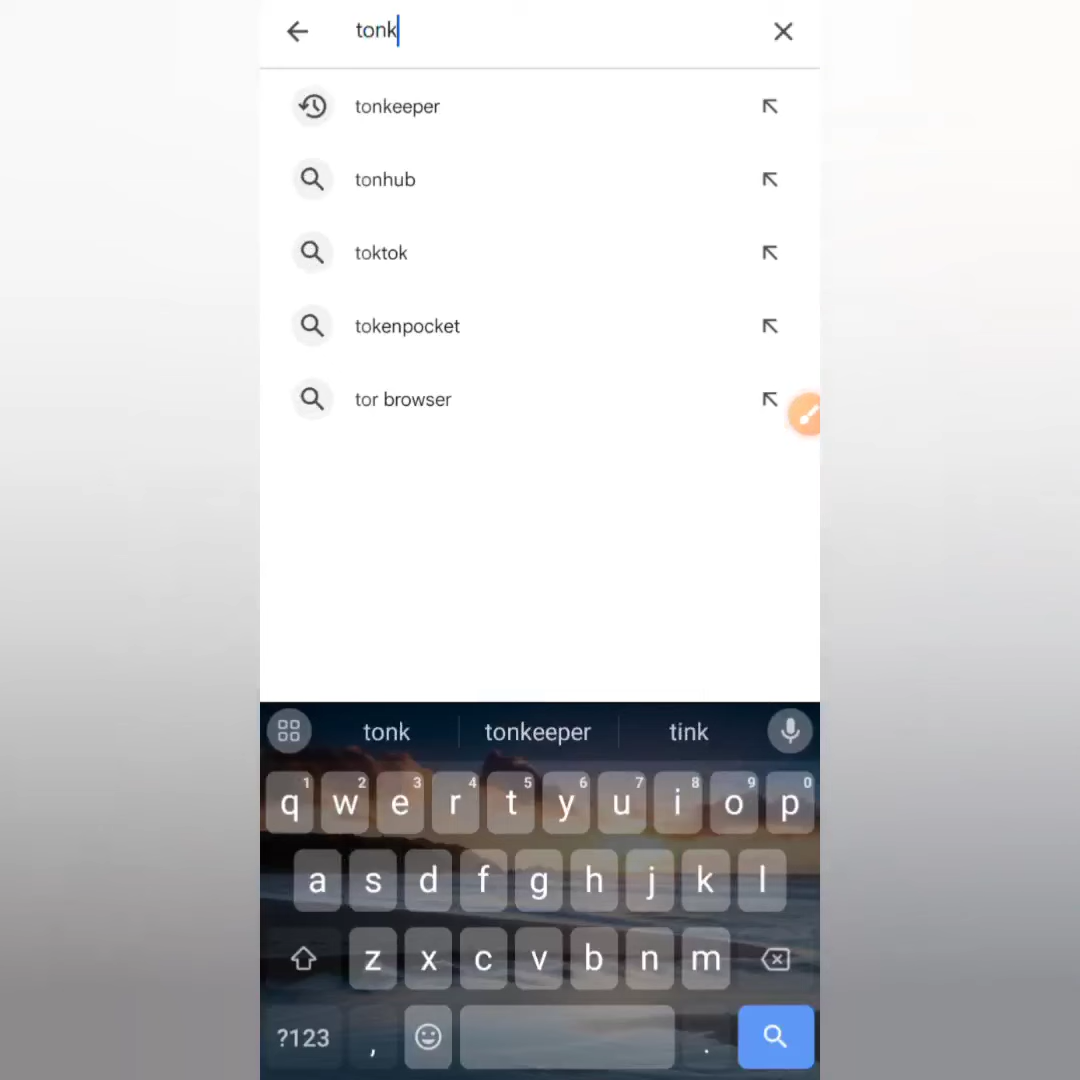 tonk
tonkeeper
tonhub
toktok
tokenpocket
tor browser
tonk tonkeeper tink
1 2 3 4 5 6 7 8 9 0
q w e r t y u i o p
a s d f g h j k l
z x c v b n m
?123 , .